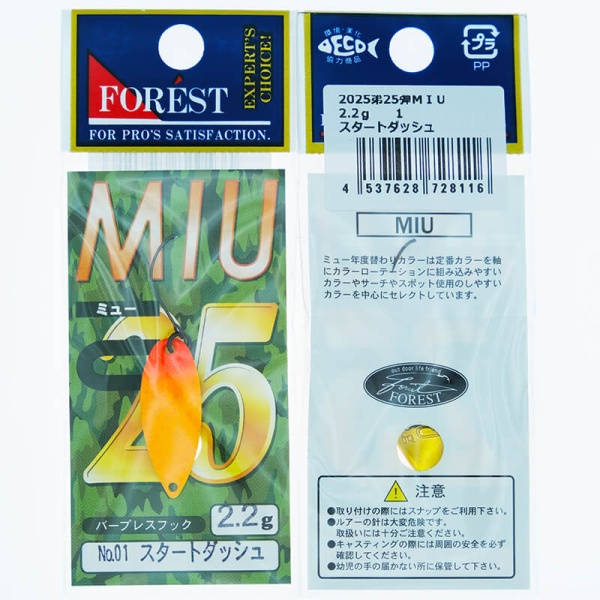 FORÉST
EXPERT'S CHOICE!
FOR PRO'S SATISFACTION.
MIU
ミュー
25
バーブレスフック
2.2g
No.01 スタートダッシュ
環境・美化
ECO
協力商品
プラ
PP
2025第25弾ＭＩＵ
2.2ｇ 1
スタートダッシュ
4 537628 728116
MIU
ミュー年度替わりカラーは定番カラーを軸
にカラーローテーションに組み込みやすい
カラーやサーチやスポット使用のしやすい
カラーを中心にセレクトしています。
out door life friend
Forest
FOREST
注意
●取り付けの際にはスナップをご利用下さい。
●ルアーの針は大変危険です。
取扱いには十分ご注意ください。
●キャスティングの際には周囲の安全を必ず
確認してください。
●幼児の手の届かない所に保管して下さい。